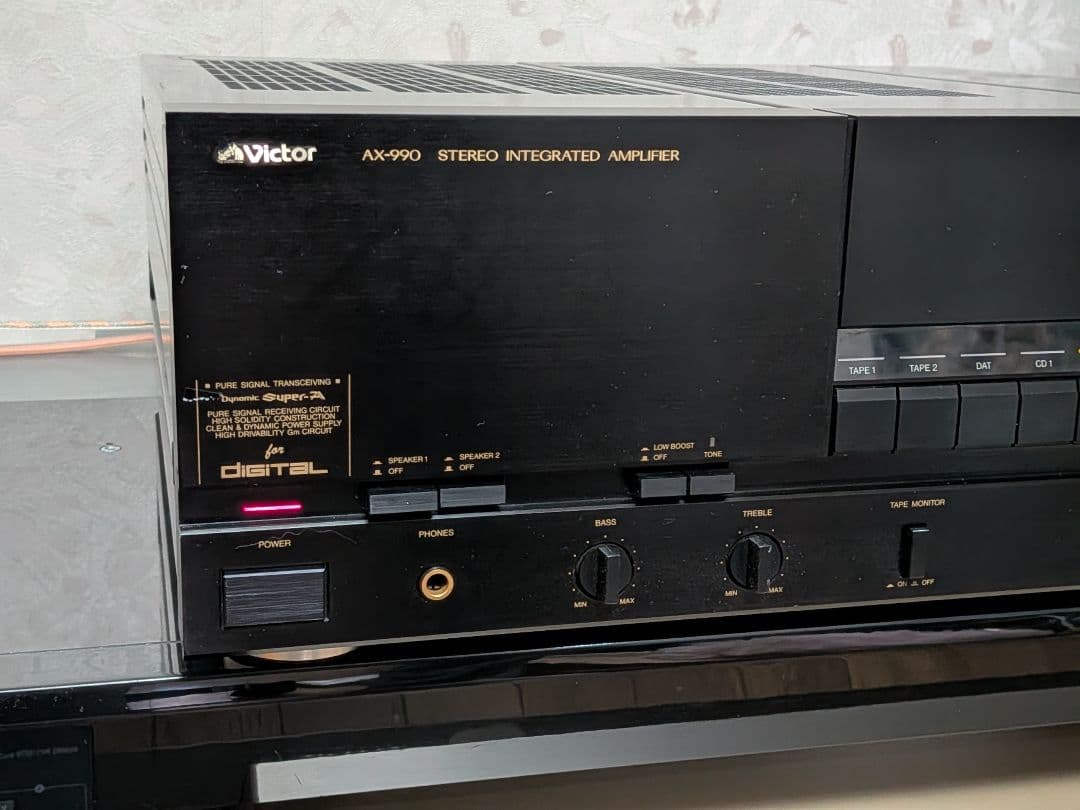 Victor
AX-990 STEREO INTEGRATED AMPLIFIER
TAPE 1 TAPE 2 DAT CD 1
PURE SIGNAL TRANSCEIVING
Dynamic Super-A
PURE SIGNAL RECEIVING CIRCUIT
HIGH SOLIDITY CONSTRUCTION
CLEAN & DYNAMIC POWER SUPPLY
HIGH DRIVABILITY Gm CIRCUIT
for
DIGITAL
SPEAKER 1
OFF
SPEAKER 2
OFF
LOW BOOST
OFF
TONE
POWER
PHONES
BASS
MIN MAX
TREBLE
MIN MAX
TAPE MONITOR
ON OFF